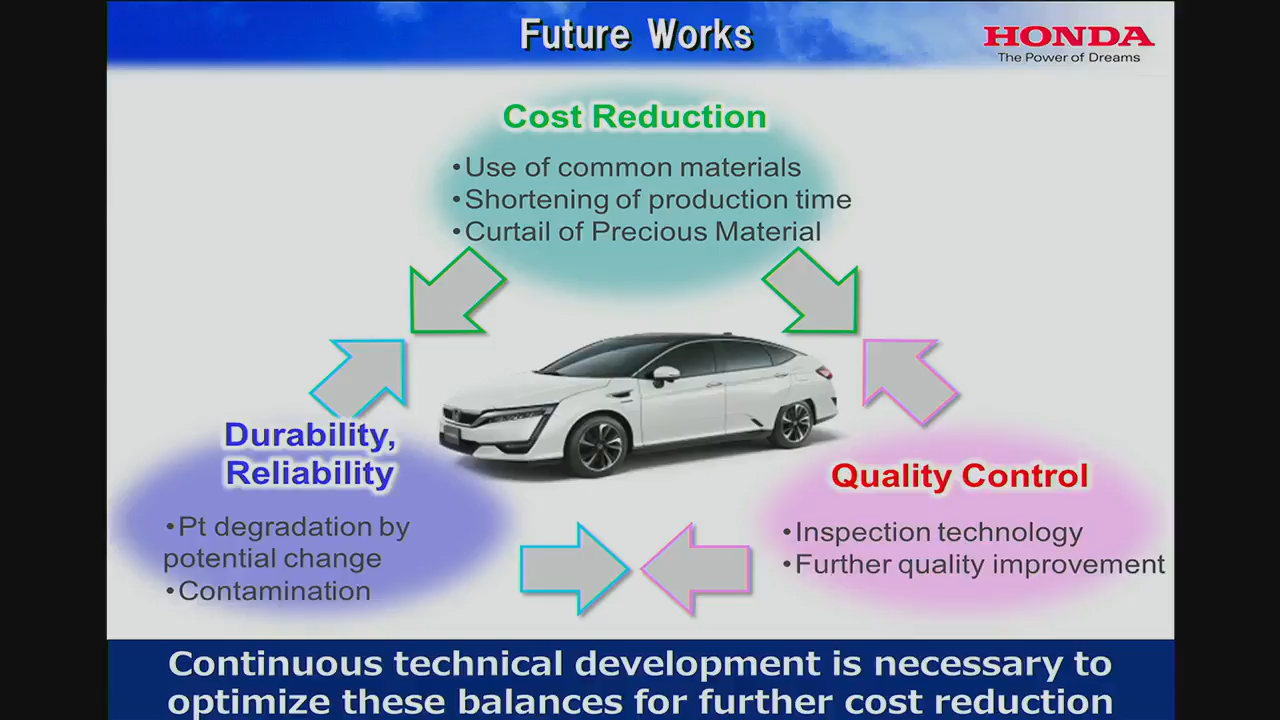 Future Works
HONDA
The Power of Dreams
Cost Reduction
•Use of common materials
•Shortening of production time
•Curtail of Precious Material
Durability,
Reliability
•Pt degradation by
potential change
•Contamination
Quality Control
•Inspection technology
•Further quality improvement
Continuous technical development is necessary to
optimize these balances for further cost reduction